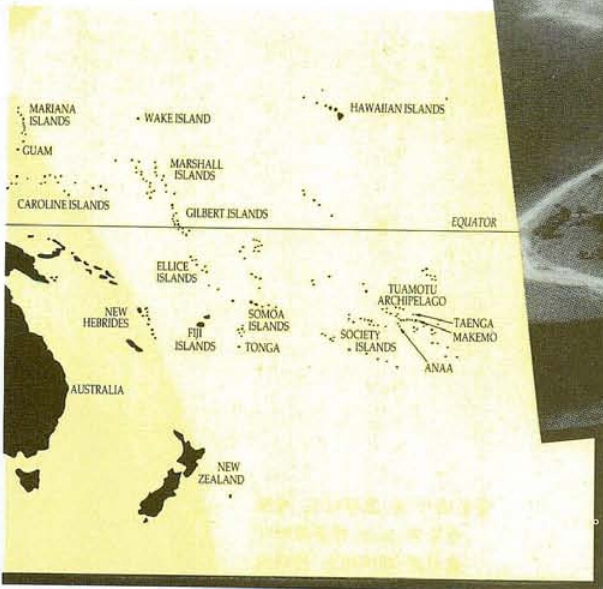 MARIANA
ISLANDS
WAKE ISLAND
HAWAIIAN ISLANDS
GUAM
MARSHALL
ISLANDS
CAROLINE ISLANDS
GILBERT ISLANDS
EQUATOR
ELLICE
ISLANDS
TUAMOTU
ARCHIPELAGO
NEW
HEBRIDES
FIJI
ISLANDS
SOMOA
ISLANDS
TONGA
SOCIETY
ISLANDS
TAENGA
MAKEMO
ANAA
AUSTRALIA
NEW
ZEALAND